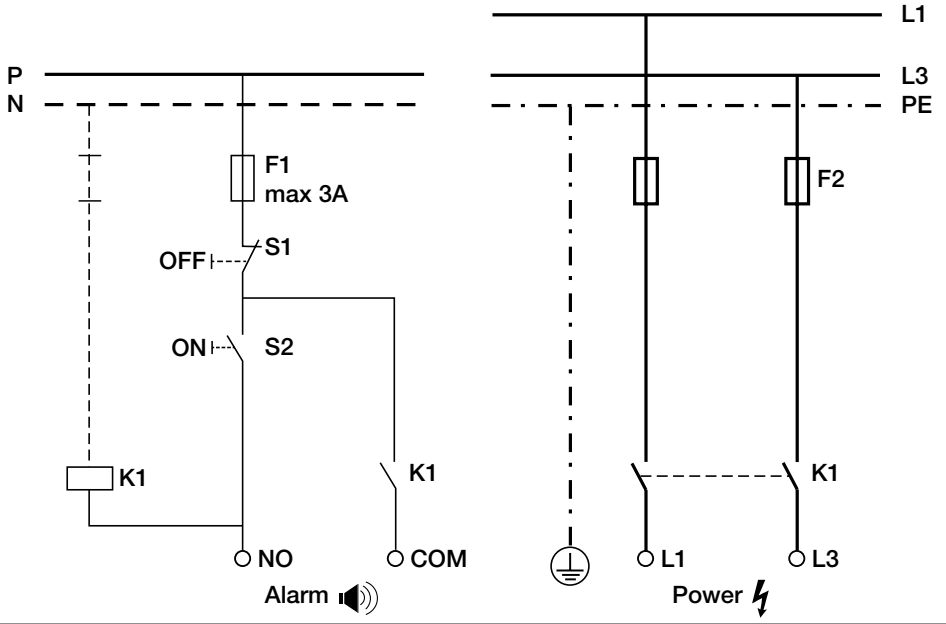 P
N
F1
max 3A
S1
OFF
ON
S2
K1
K1
NO
COM
Alarm
L1
L3
PE
F2
K1
L1
L3
Power